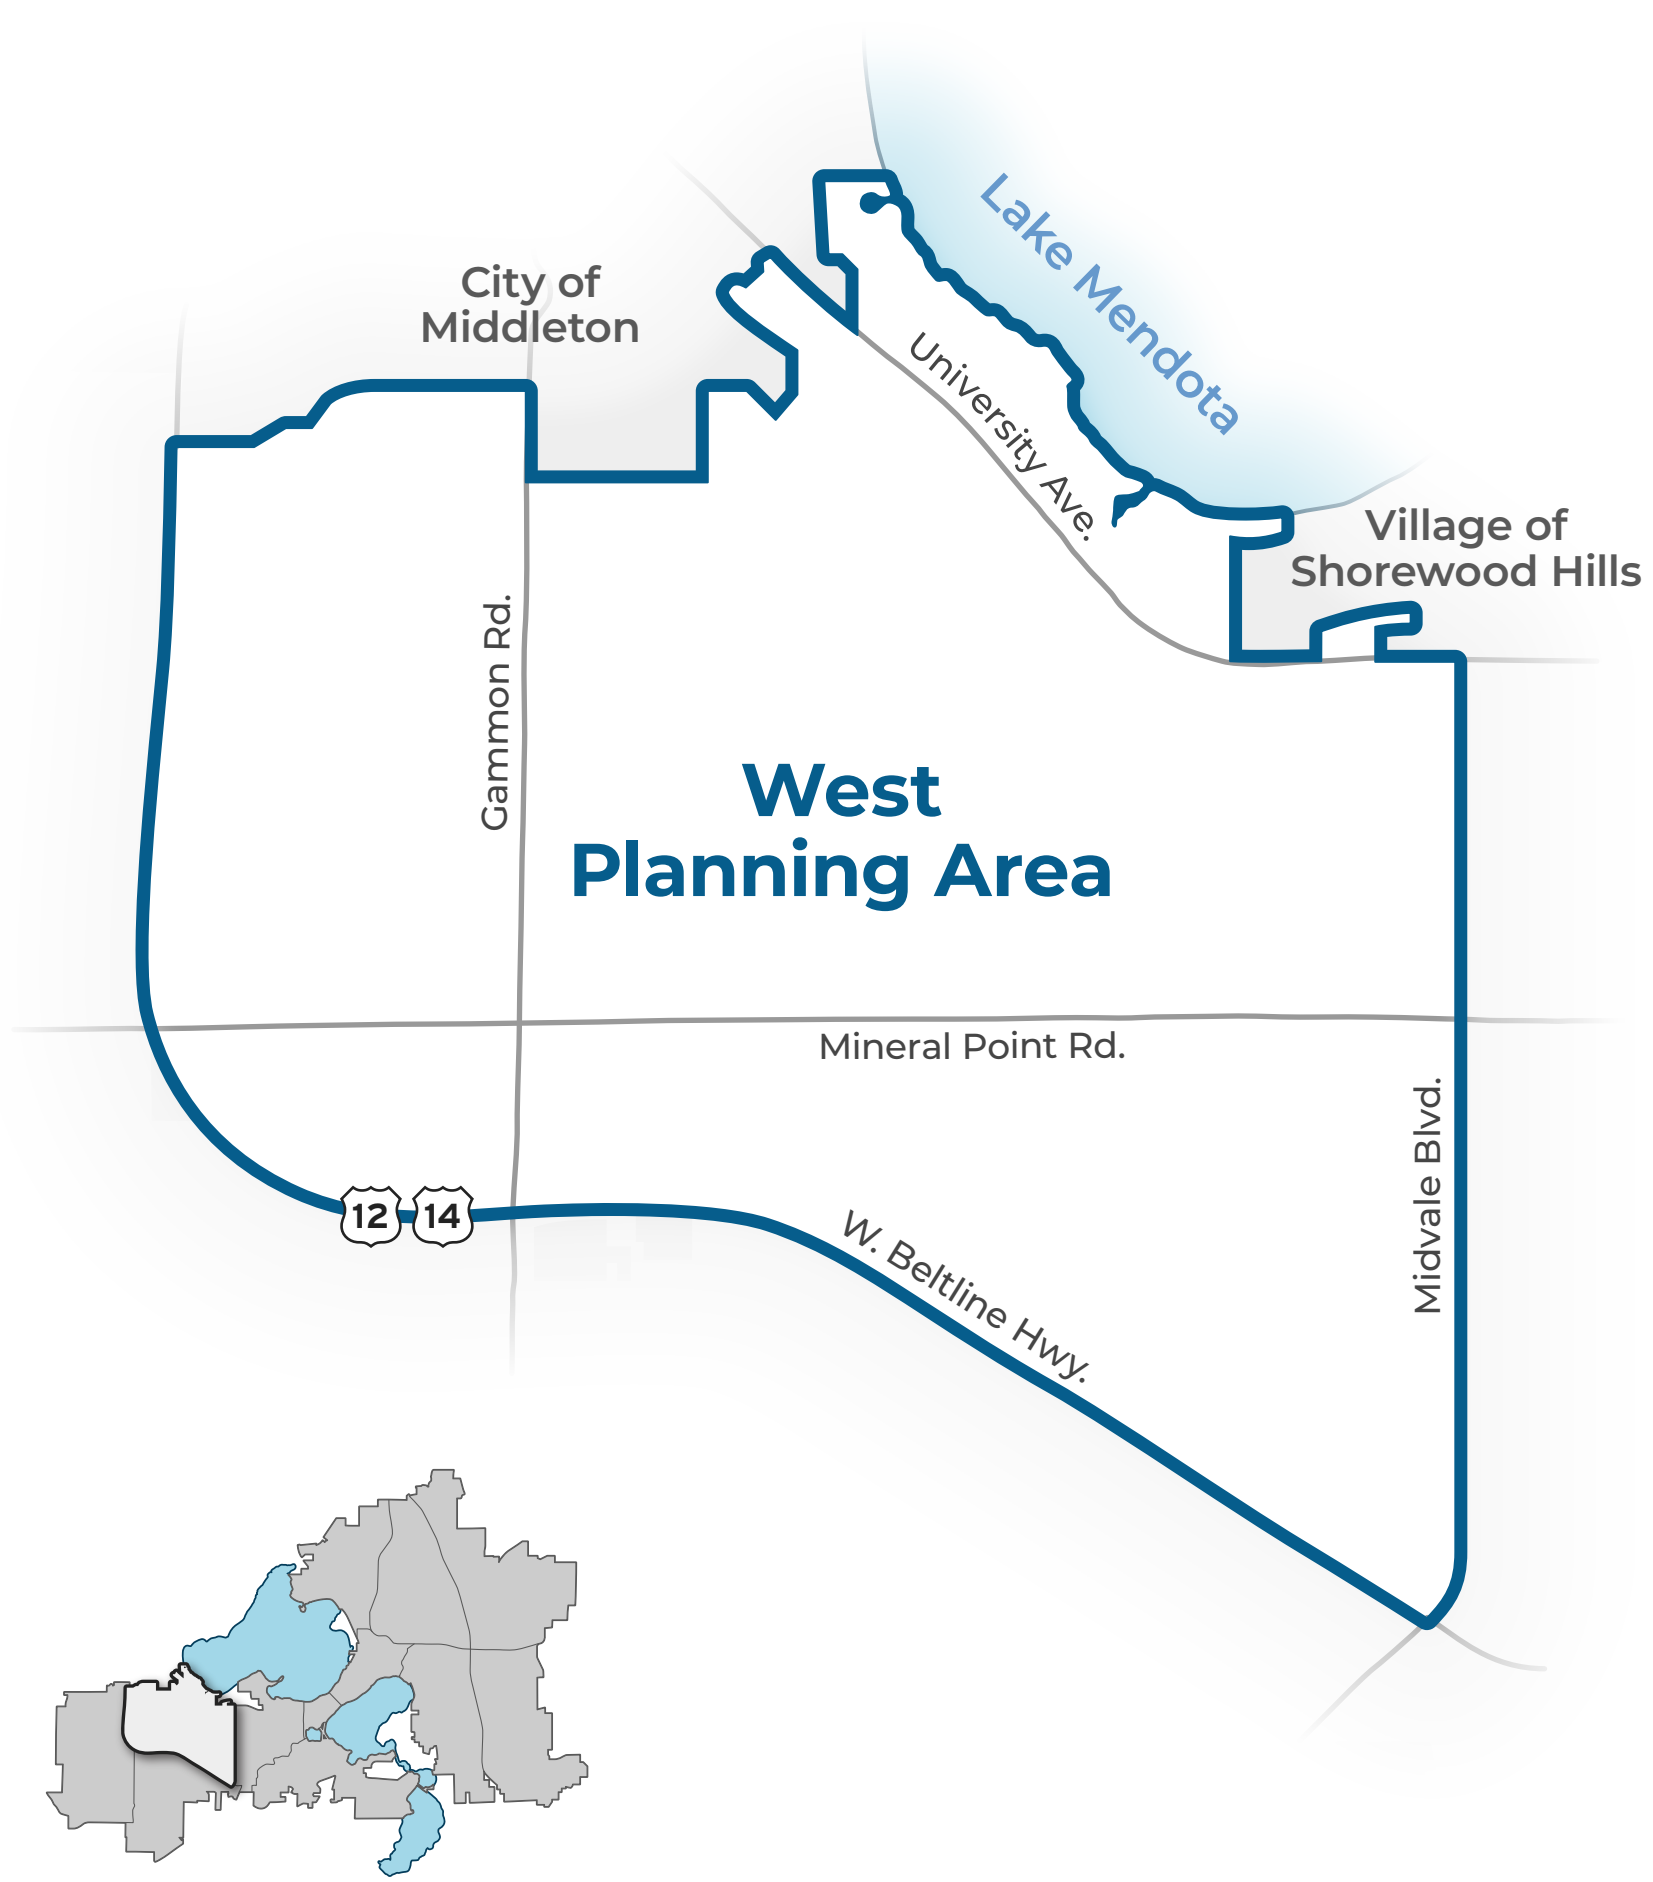 Lake Mendota
City of
Middleton
University Ave.
Village of
Shorewood Hills
Gammon Rd.
West
Planning Area
Mineral Point Rd.
Midvale Blvd.
12 14
W. Beltline Hwy.